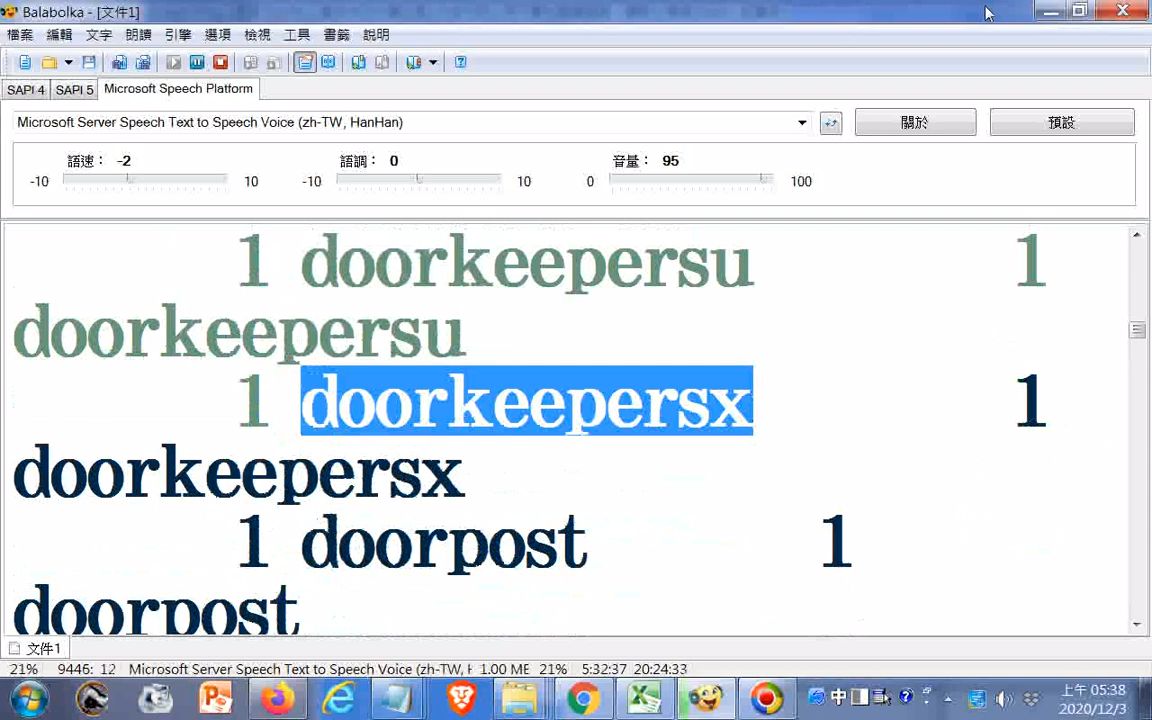 Balabolka - [文件1]
檔案 編輯 文字 朗讀 引擎 選項 檢視 工具 書籤 說明
SAPI 4 SAPI 5 Microsoft Speech Platform
Microsoft Server Speech Text to Speech Voice (zh-TW, HanHan) 關於 預設
語速： -2 語調： 0 音量： 95
-10 10 -10 10 0 100
1 doorkeepersu 1
doorkeepersu
1 doorkeepersx 1
doorkeepersx
1 doorpost 1
doorpost
文件1
21% 9446: 12 Microsoft Server Speech Text to Speech Voice (zh-TW, 1.00 ME 21% 5:32:37 20:24:33
中 上午 05:38
2020/12/3